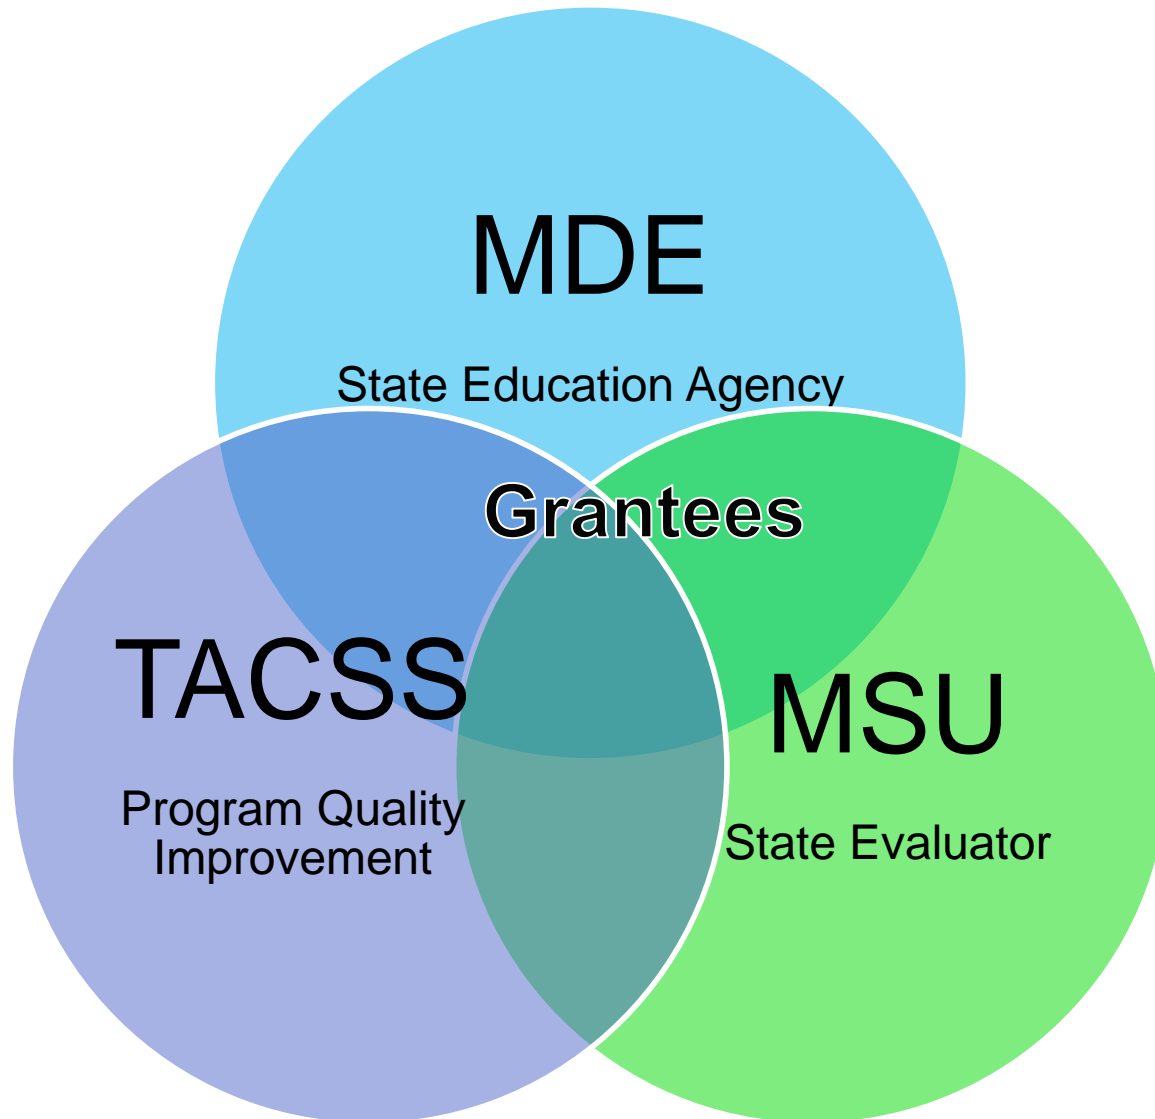 MDE
State Education Agency
Grantees
TACSS
Program Quality
Improvement
MSU
State Evaluator